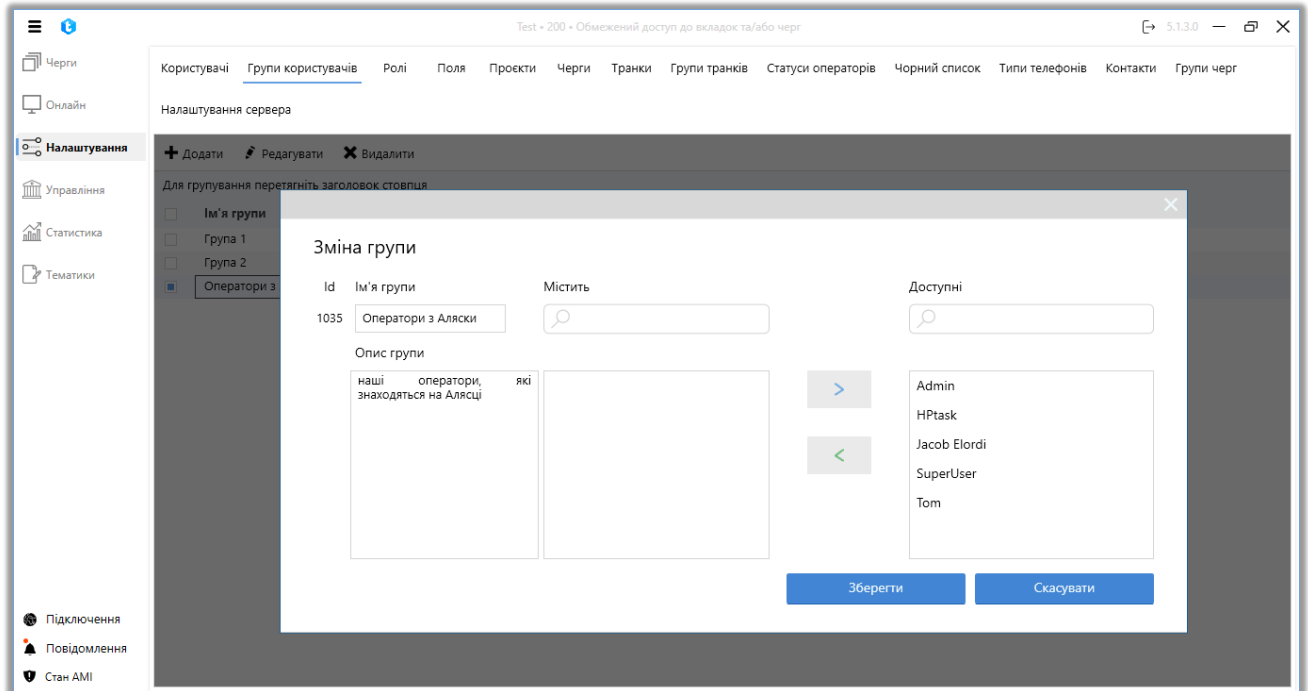 Test • 200 • Обмежений доступ до вкладок та/або черг
5.1.3.0
Черги
Онлайн
Налаштування
Управління
Статистика
Тематики
Підключення
Повідомлення
Стан AMI
Користувачі Групи користувачів Ролі Поля Проєкти Черги Транки Групи транків Статуси операторів Чорний список Типи телефонів Контакти Групи черг
Налаштування сервера
Додати Редагувати Видалити
Для групування перетягніть заголовок стовпця
Ім'я групи
Група 1
Група 2
Оператори з
Зміна групи
Id Ім'я групи Містить Доступні
1035 Оператори з Аляски
Опис групи
наші оператори, які
знаходяться на Алясці
Admin
HPtask
Jacob Elordi
SuperUser
Tom
Зберегти Скасувати